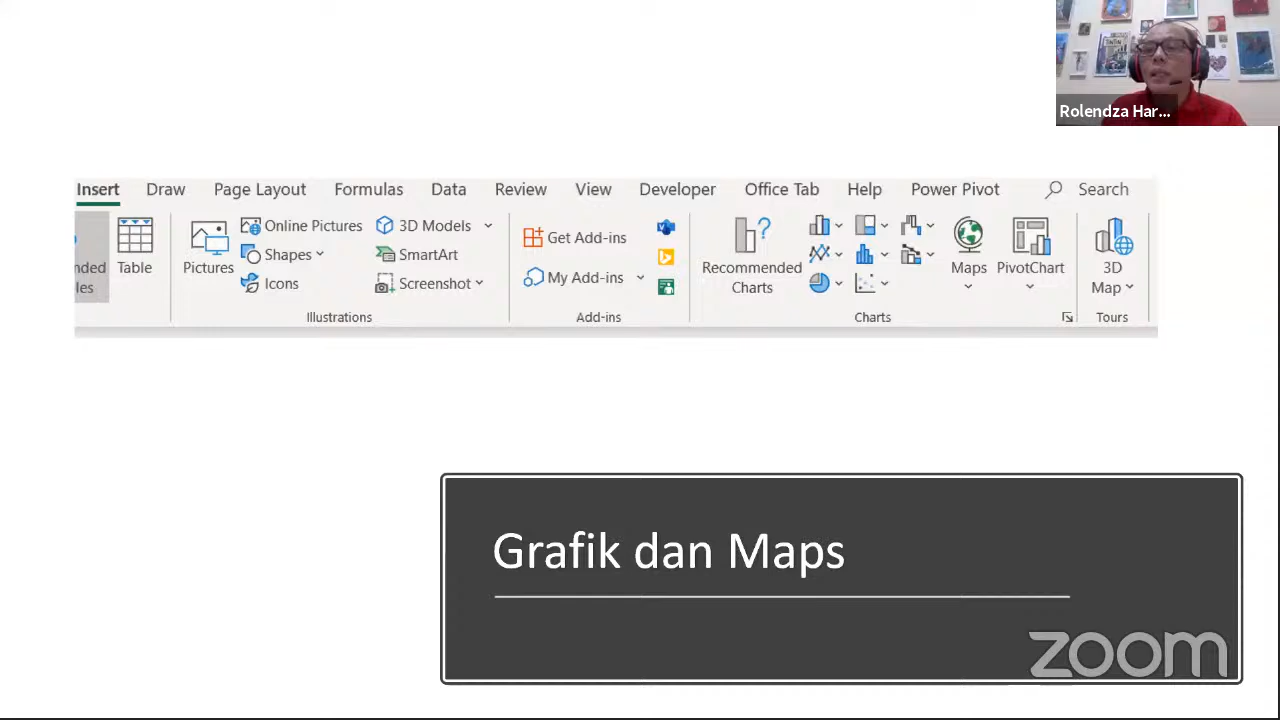 Rolendza Har...
Insert Draw Page Layout Formulas Data Review View Developer Office Tab Help Power Pivot Search
nded
les
Table
Pictures
Online Pictures
Shapes
Icons
3D Models
SmartArt
Screenshot
Illustrations
Get Add-ins
My Add-ins
Add-ins
Recommended
Charts
Maps
PivotChart
Charts
3D
Map
Tours
Grafik dan Maps
zoom